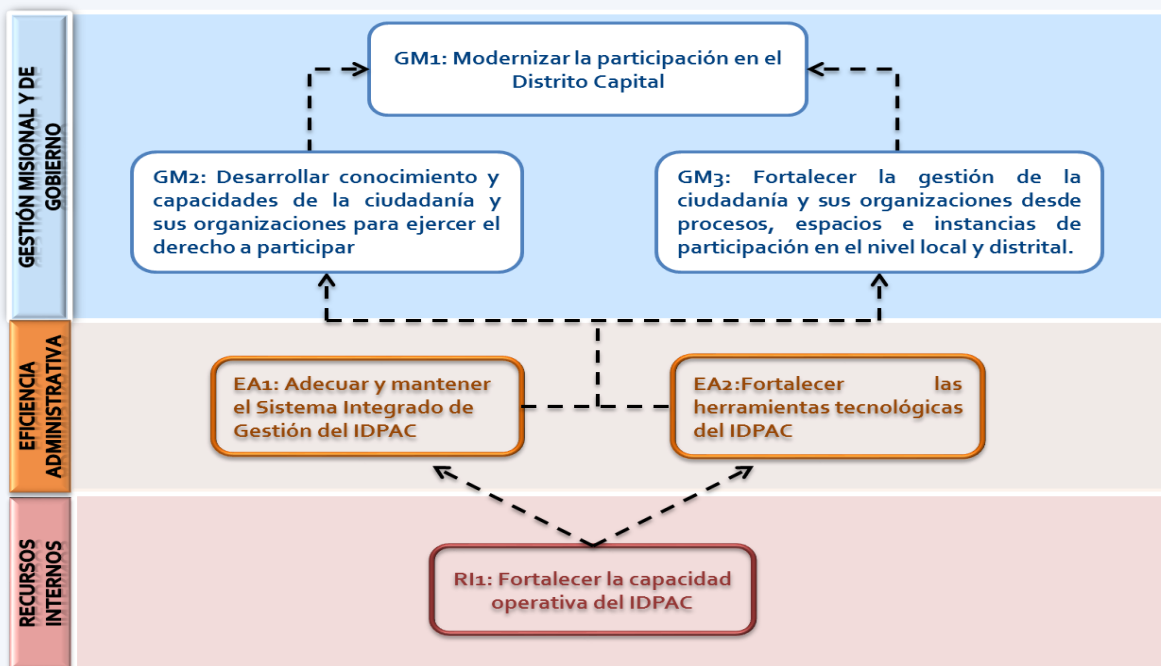 GESTIÓN MISIONAL Y DE
GOBIERNO
GM1: Modernizar la participación en el
Distrito Capital
GM2: Desarrollar conocimiento y
capacidades de la ciudadanía y
sus organizaciones para ejercer el
derecho a participar
GM3: Fortalecer la gestión de la
ciudadanía y sus organizaciones desde
procesos, espacios e instancias de
participación en el nivel local y distrital.
EFICIENCIA
ADMINISTRATIVA
EA1: Adecuar y mantener
el Sistema Integrado de
Gestión del IDPAC
EA2:Fortalecer las
herramientas tecnológicas
del IDPAC
RECURSOS
INTERNOS
RI1: Fortalecer la capacidad
operativa del IDPAC